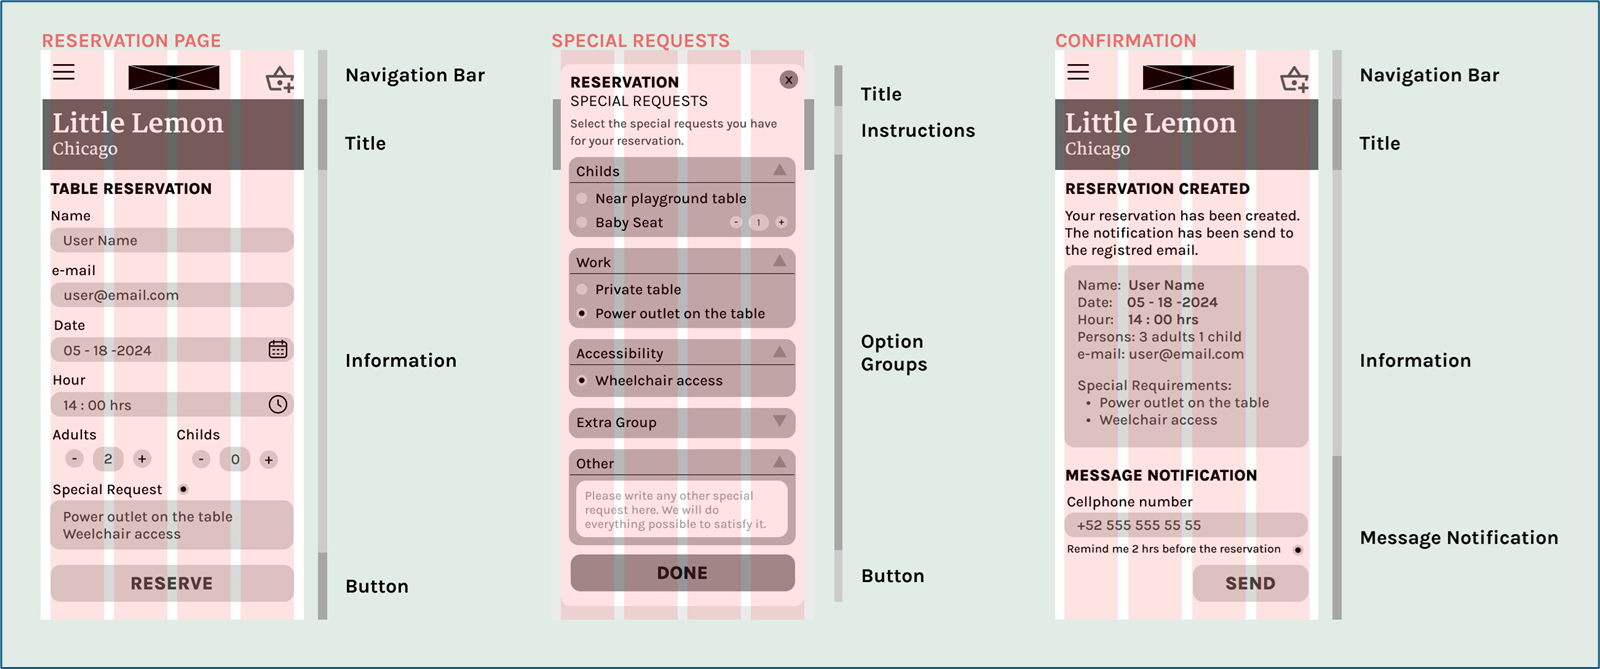 RESERVATION PAGE
Navigation Bar
Little Lemon
Chicago
Title
TABLE RESERVATION
Name
User Name
e-mail
user@email.com
Date
05 - 18 -2024
Information
Hour
14 : 00 hrs
Adults Childs
- 2 + - 0 +
Special Request
Power outlet on the table
Weelchair access
RESERVE
Button
SPECIAL REQUESTS
RESERVATION
x
SPECIAL REQUESTS
Title
Select the special requests you have
for your reservation.
Instructions
Childs
Near playground table
Baby Seat - 1 +
Work
Private table
Power outlet on the table
Accessibility
Wheelchair access
Option
Groups
Extra Group
Other
Please write any other special
request here. We will do
everything possible to satisfy it.
DONE
Button
CONFIRMATION
Navigation Bar
Little Lemon
Chicago
Title
RESERVATION CREATED
Your reservation has been created.
The notification has been send to
the registred email.
Name: User Name
Date: 05 - 18 -2024
Hour: 14 : 00 hrs
Persons: 3 adults 1 child
e-mail: user@email.com
Special Requirements:
• Power outlet on the table
• Weelchair access
Information
MESSAGE NOTIFICATION
Cellphone number
+52 555 555 55 55
Remind me 2 hrs before the reservation
SEND
Message Notification